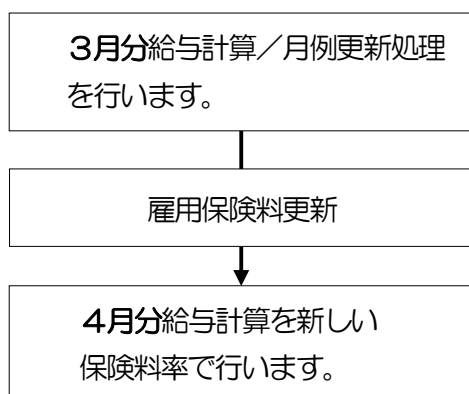 3月分給与計算／月例更新処理
を行います。
雇用保険料更新
4月分給与計算を新しい
保険料率で行います。